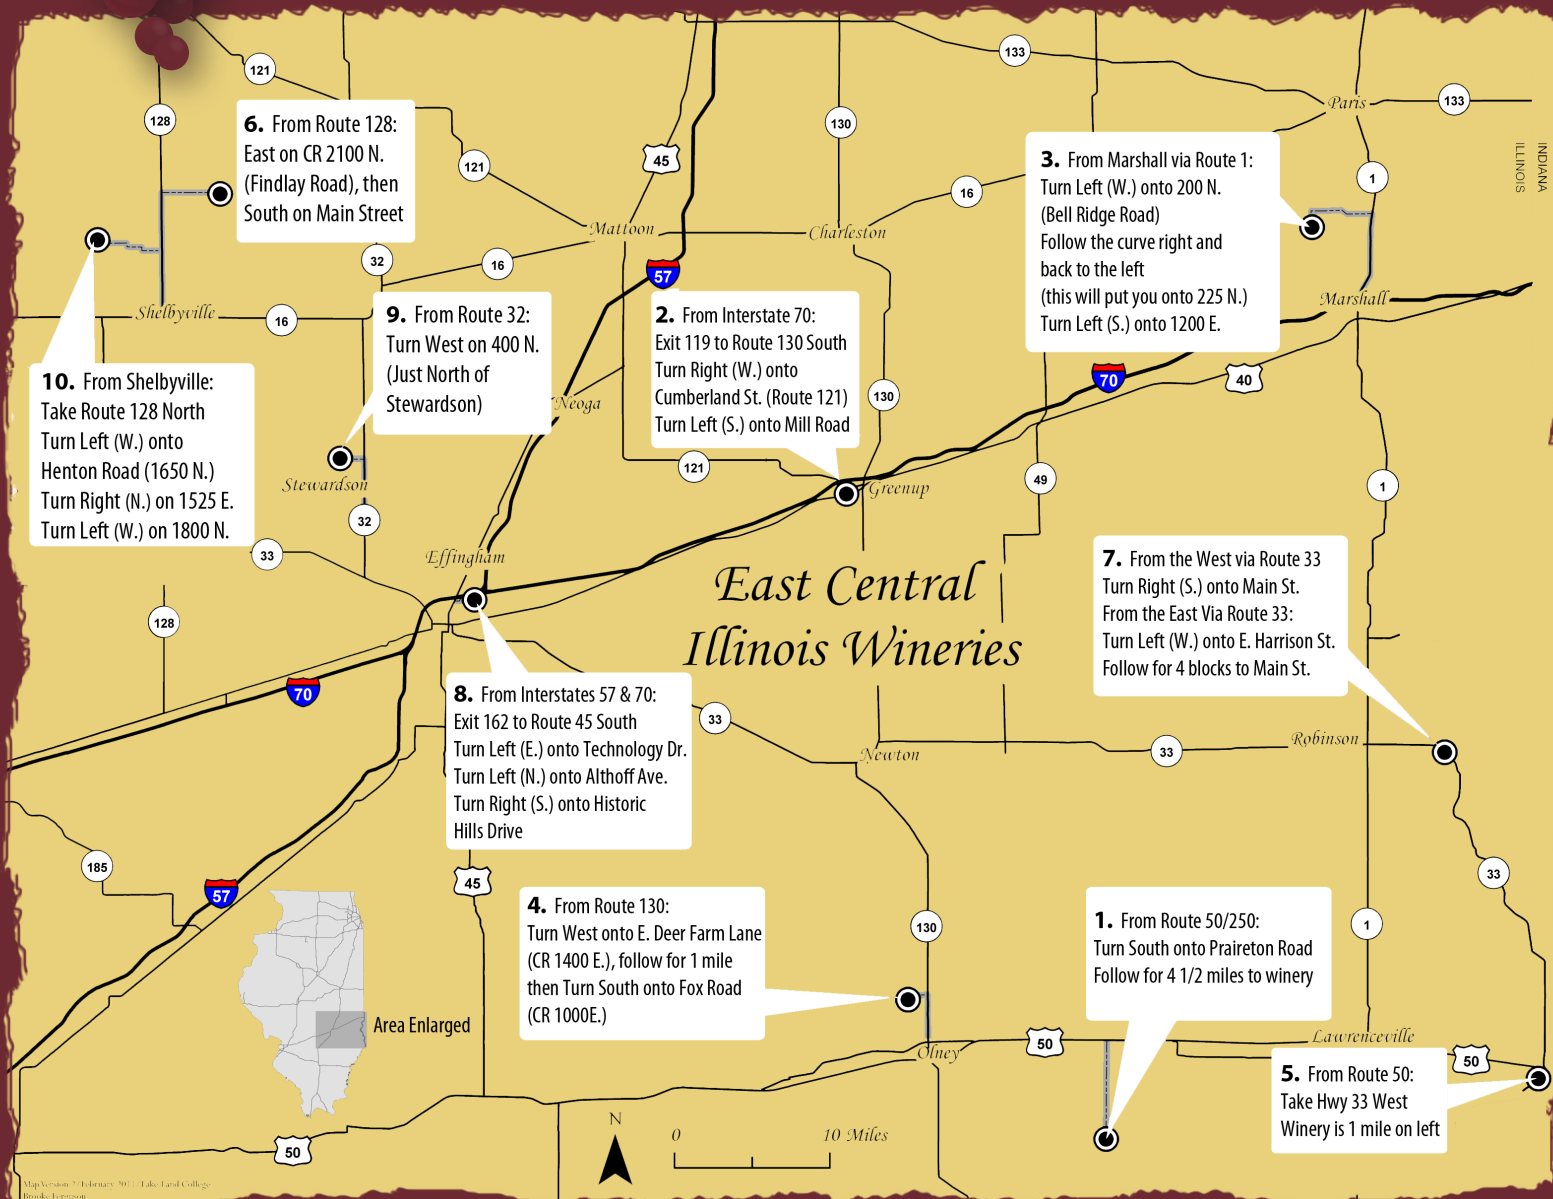 121
133
Paris
133
128
6. From Route 128:
East on CR 2100 N.
(Findlay Road), then
South on Main Street
130
45
121
3. From Marshall via Route 1:
Turn Left (W.) onto 200 N.
(Bell Ridge Road)
Follow the curve right and
back to the left
(this will put you onto 225 N.)
Turn Left (S.) onto 1200 E.
1
ILLINOIS
INDIANA
16
Mattoon
Charleston
32
16
57
Shelbyville
16
Marshall
9. From Route 32:
Turn West on 400 N.
(Just North of
Stewardson)
2. From Interstate 70:
Exit 119 to Route 130 South
Turn Right (W.) onto
Cumberland St. (Route 121)
Turn Left (S.) onto Mill Road
10. From Shelbyville:
Take Route 128 North
Turn Left (W.) onto
Henton Road (1650 N.)
Turn Right (N.) on 1525 E.
Turn Left (W.) on 1800 N.
70
40
130
Neoga
121
Stewardson
Greenup
49
1
32
33
Effingham
East Central
Illinois Wineries
7. From the West via Route 33
Turn Right (S.) onto Main St.
From the East Via Route 33:
Turn Left (W.) onto E. Harrison St.
Follow for 4 blocks to Main St.
128
70
8. From Interstates 57 & 70:
Exit 162 to Route 45 South
Turn Left (E.) onto Technology Dr.
Turn Left (N.) onto Althoff Ave.
Turn Right (S.) onto Historic
Hills Drive
33
Newton
33
Robinson
185
57
45
33
4. From Route 130:
Turn West onto E. Deer Farm Lane
(CR 1400 E.), follow for 1 mile
then Turn South onto Fox Road
(CR 1000E.)
130
1. From Route 50/250:
Turn South onto Praireton Road
Follow for 4 1/2 miles to winery
1
Area Enlarged
Olney
50
Lawrenceville
50
5. From Route 50:
Take Hwy 33 West
Winery is 1 mile on left
50
N
0 10 Miles
Map Version 2 / February 2011 / Lake Land College
Brooke Ferguson